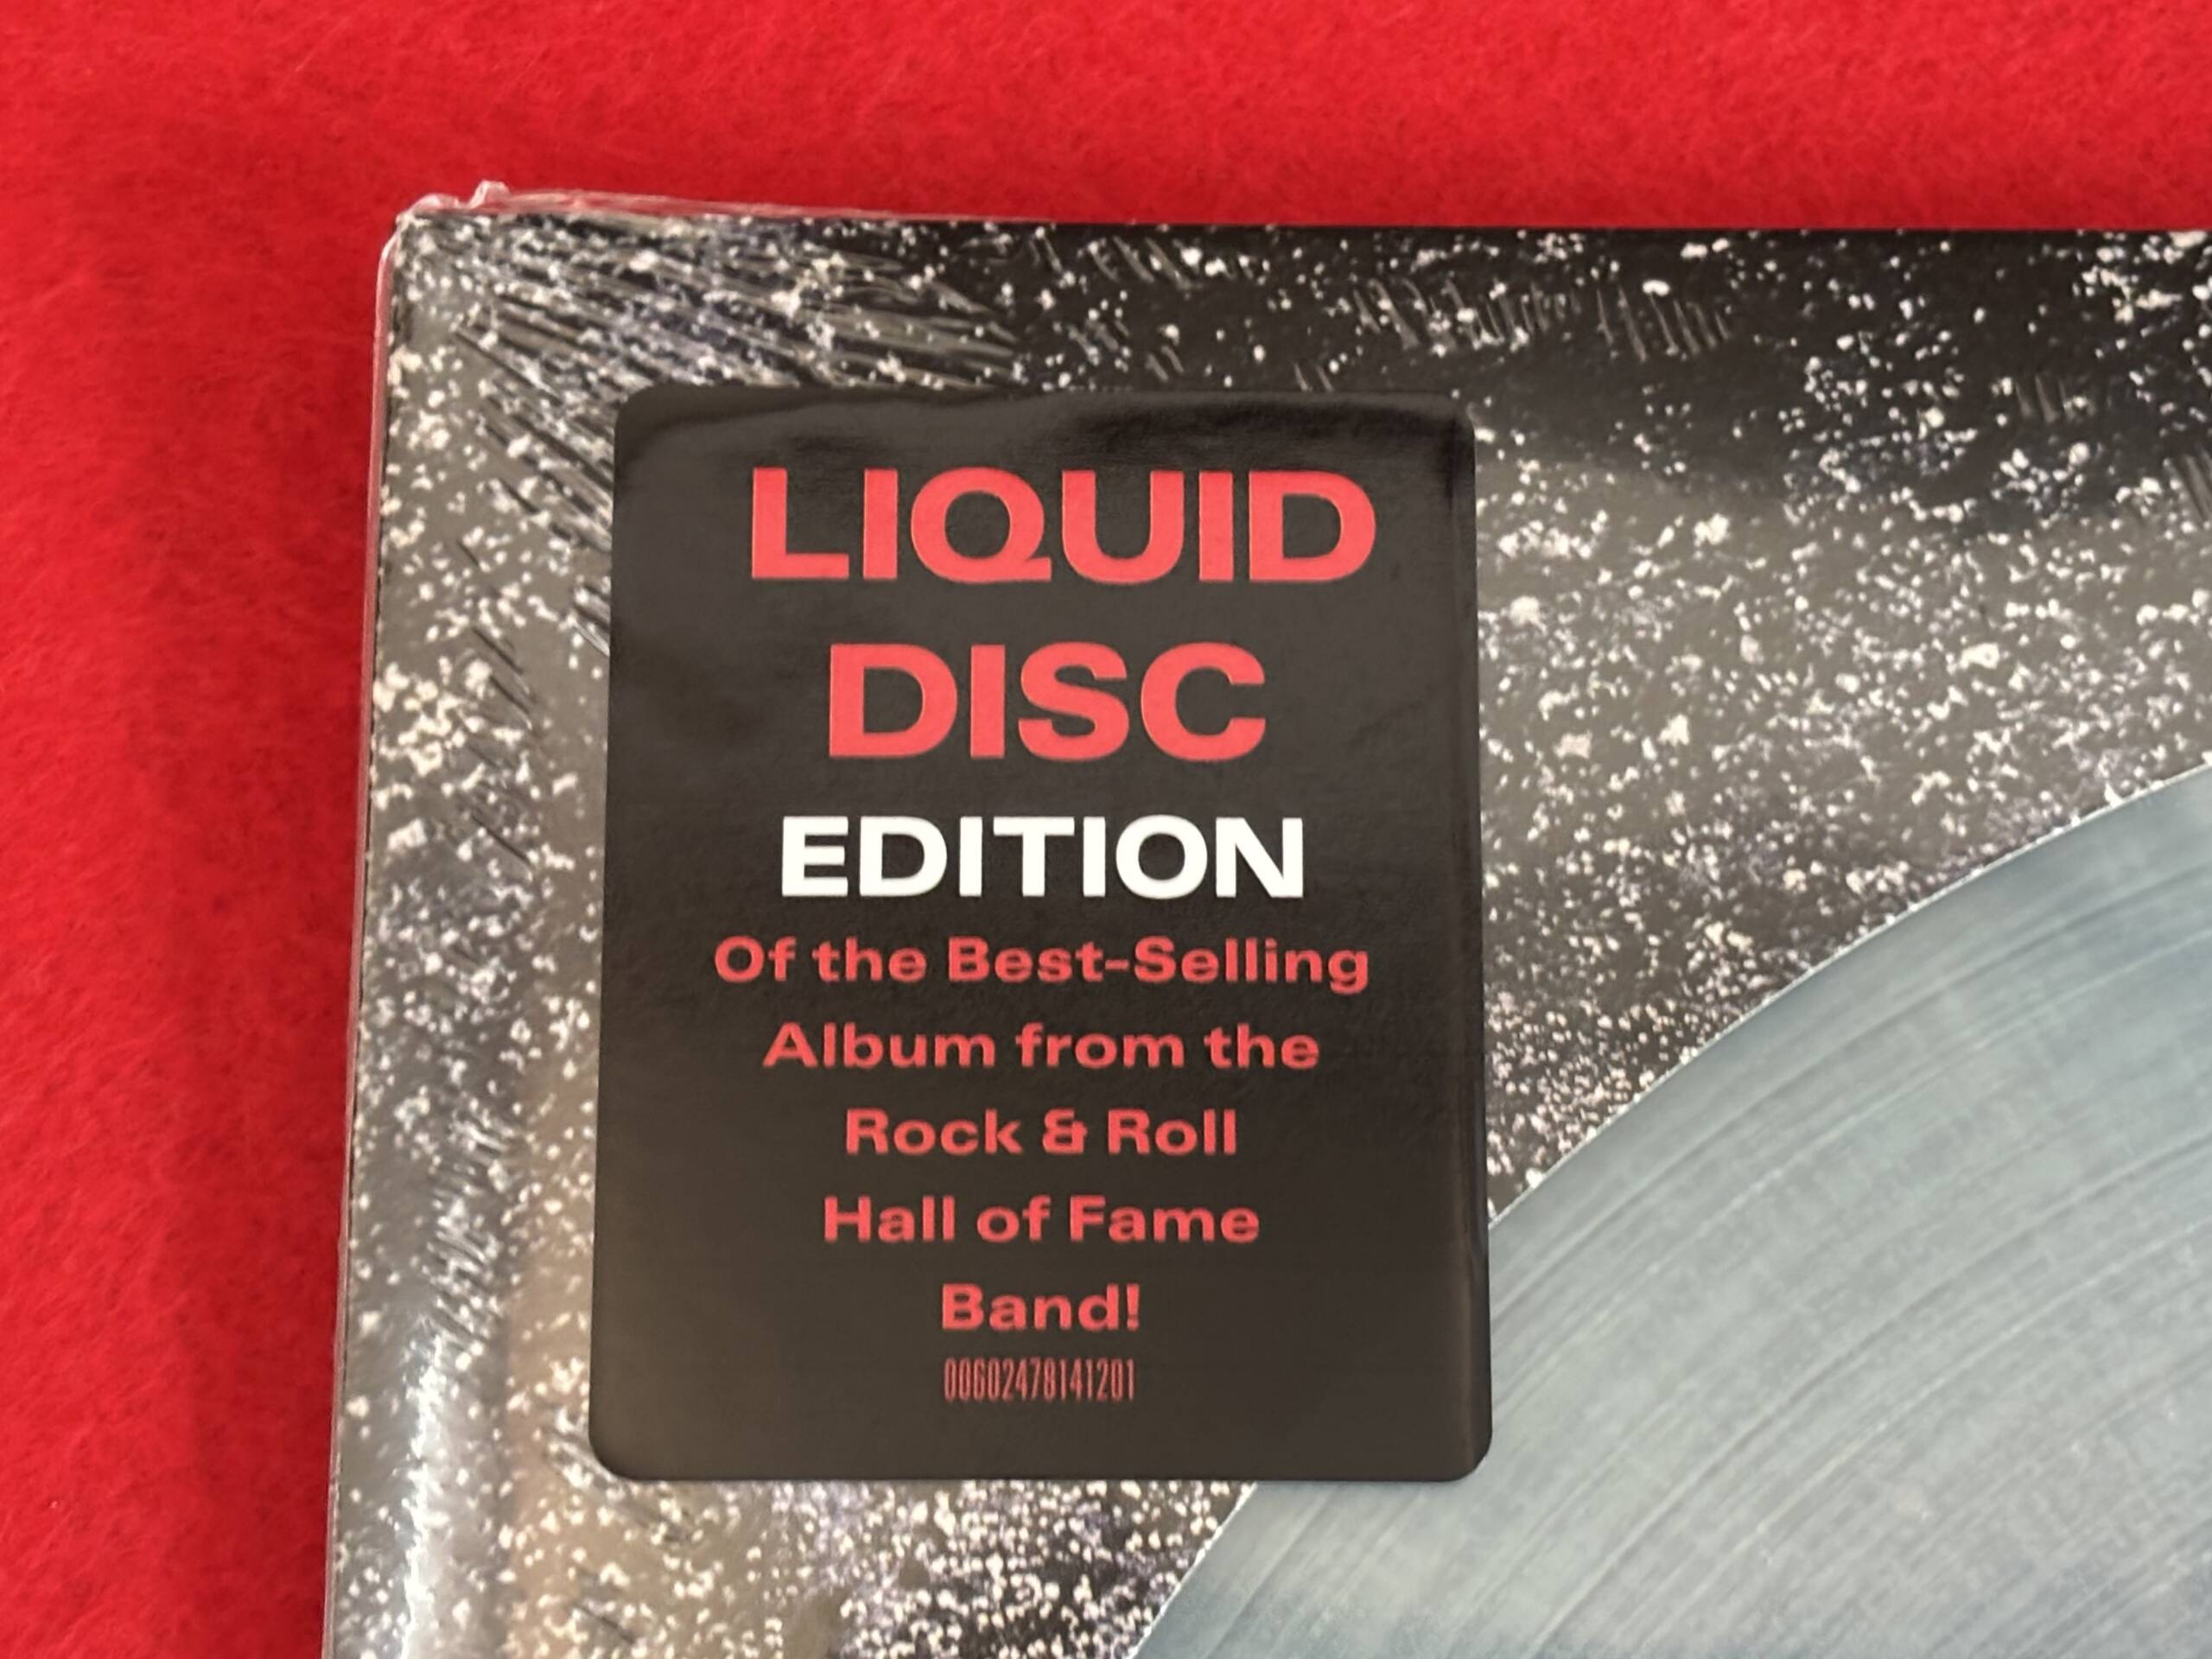 LIQUID
DISC
EDITION
Of the Best-Selling
Album from the
Rock & Roll
Hall of Fame
Band!
00602478141201